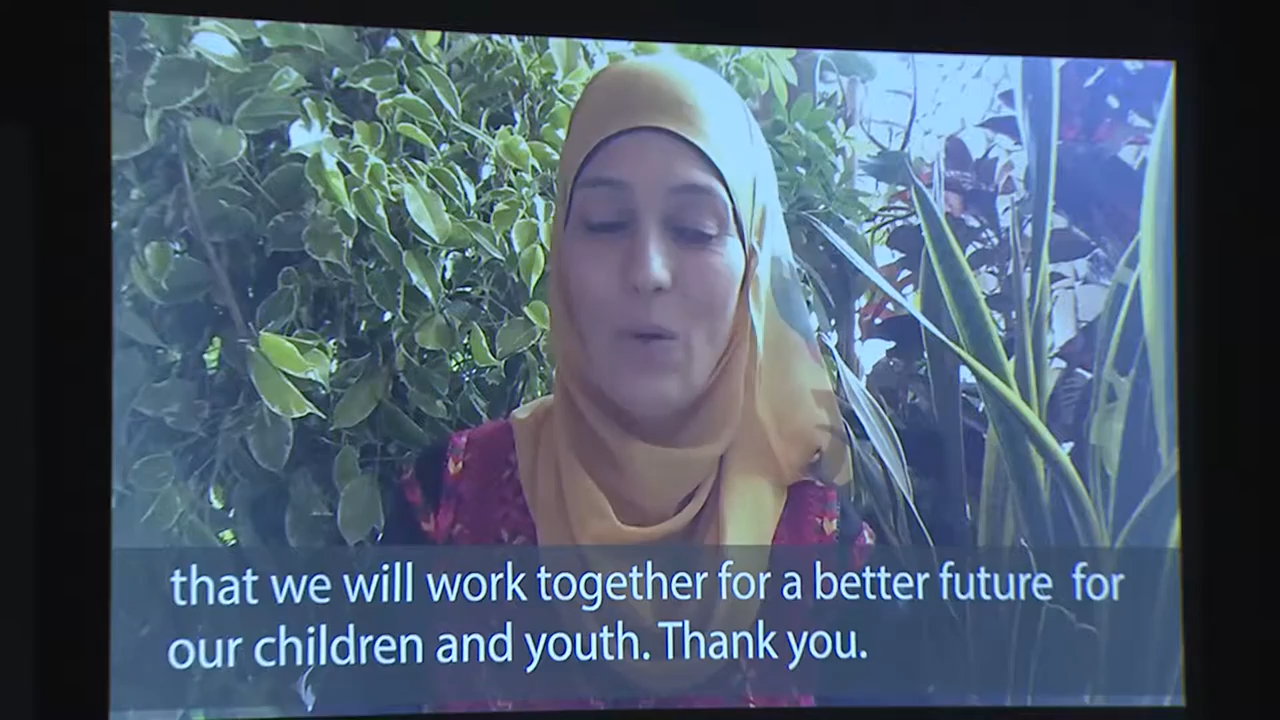 that we will work together for a better future for
our children and youth. Thank you.